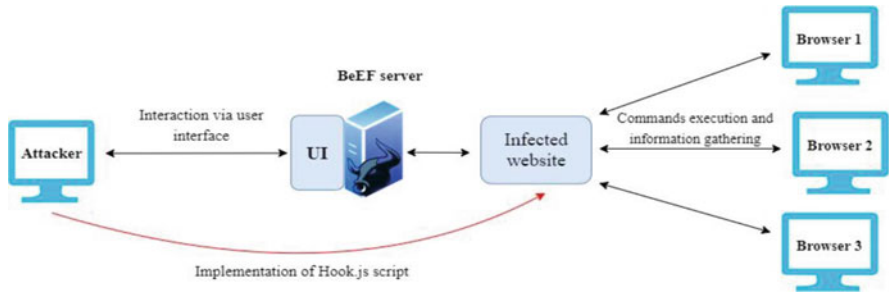 Browser 1
BeEF server
Interaction via user
interface
Commands execution and
information gathering
Attacker
UI
Infected
website
Browser 2
Browser 3
Implementation of Hook.js script